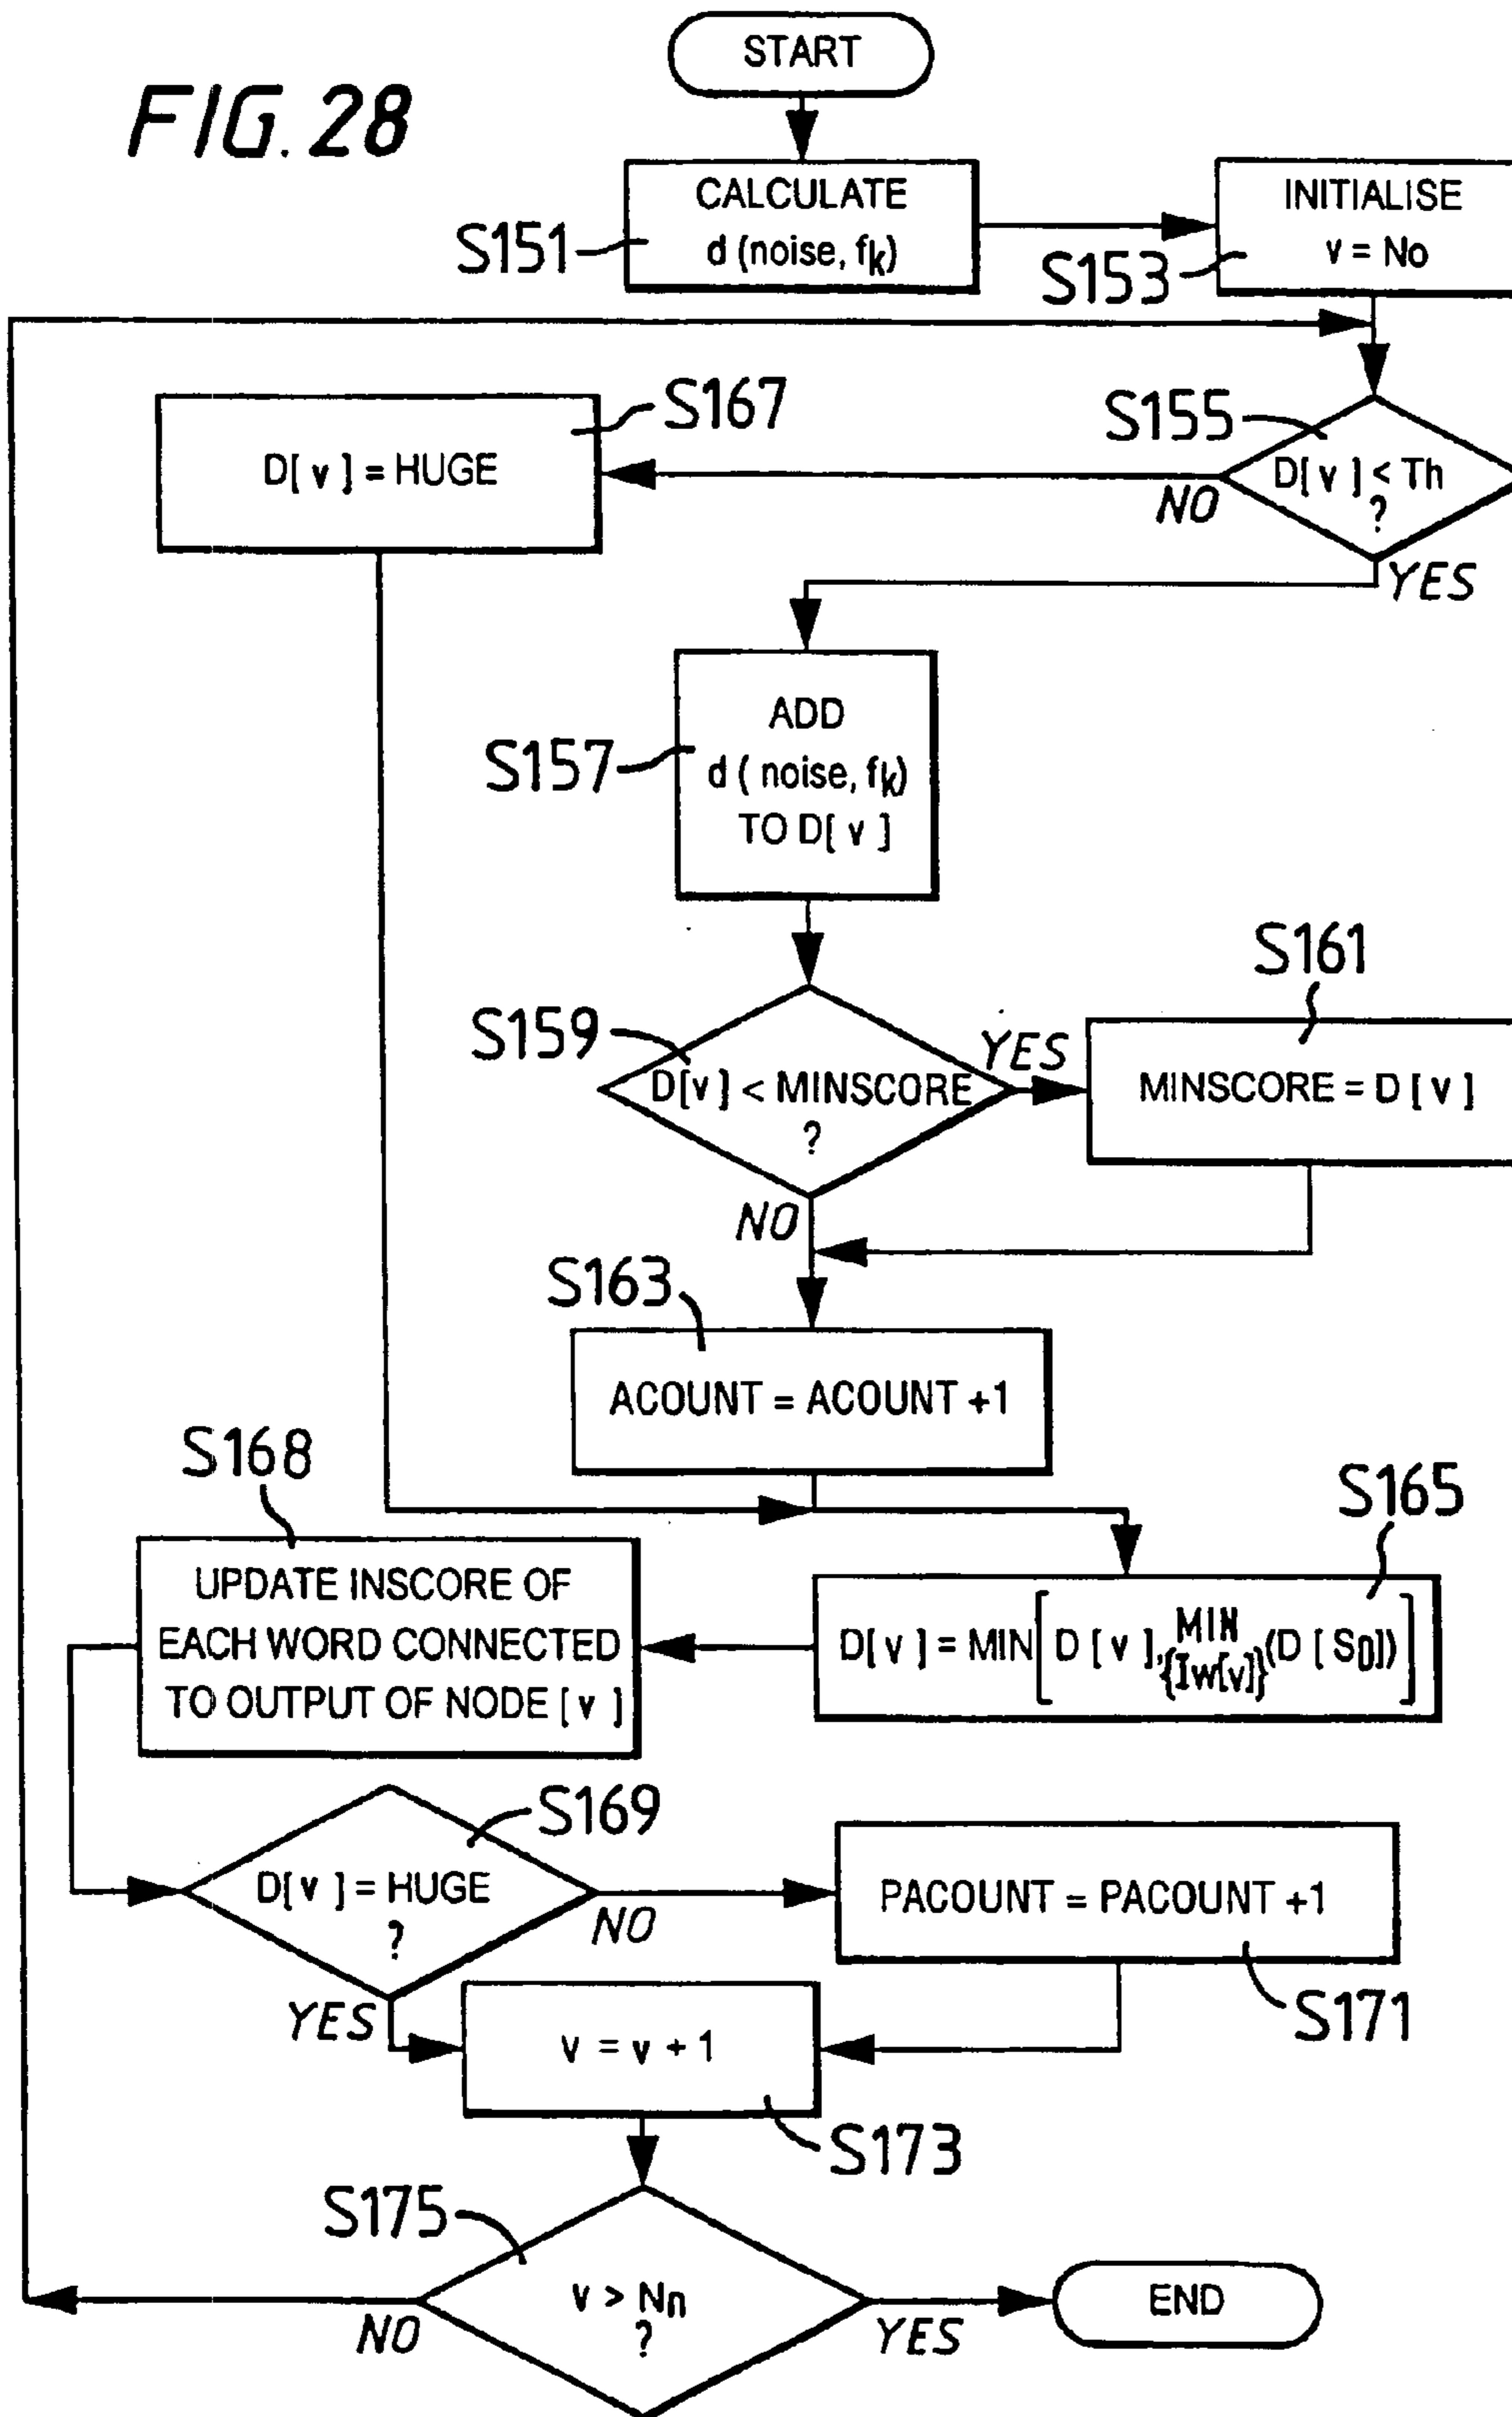 START
FIG. 28
CALCULATE
d (noise, fk)
S151
INITIALISE
v = No
S153
S167
D[ v ] = HUGE
S155
D[ v ] < Th
?
NO
YES
ADD
d ( noise, fk)
TO D[ v ]
S157
S161
S159
D[v] < MINSCORE
?
YES
MINSCORE = D [ v ]
NO
S163
ACOUNT = ACOUNT +1
S168
S165
UPDATE INSCORE OF
EACH WORD CONNECTED
TO OUTPUT OF NODE [ v ]
D[ v ] = MIN[ D [ v ], MIN {Iw[v]} (D [ S0]) ]
S169
D[ v ] = HUGE
?
NO
PACOUNT = PACOUNT +1
YES
S171
v = v + 1
S173
S175
v > Nn
?
NO
YES
END